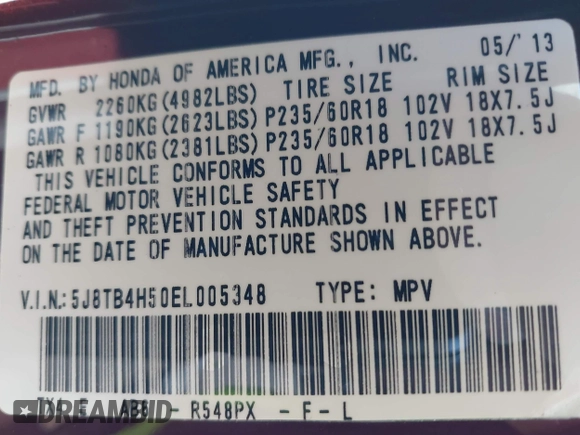 MFD. BY HONDA OF AMERICA MFG., INC. 05/'13
GVWR 2260KG(4982LBS) TIRE SIZE RIM SIZE
GAWR F 1190KG(2623LBS) P235/60R18 102V 18X7.5J
GAWR R 1080KG(2381LBS) P235/60R18 102V 18X7.5J
THIS VEHICLE CONFORMS TO ALL APPLICABLE
FEDERAL MOTOR VEHICLE SAFETY
AND THEFT PREVENTION STANDARDS IN EFFECT
ON THE DATE OF MANUFACTURE SHOWN ABOVE.
V.I.N.:5J8TB4H50EL005348 TYPE: MPV
- R548PX - F - L
AUTOHELPERBOT.COM